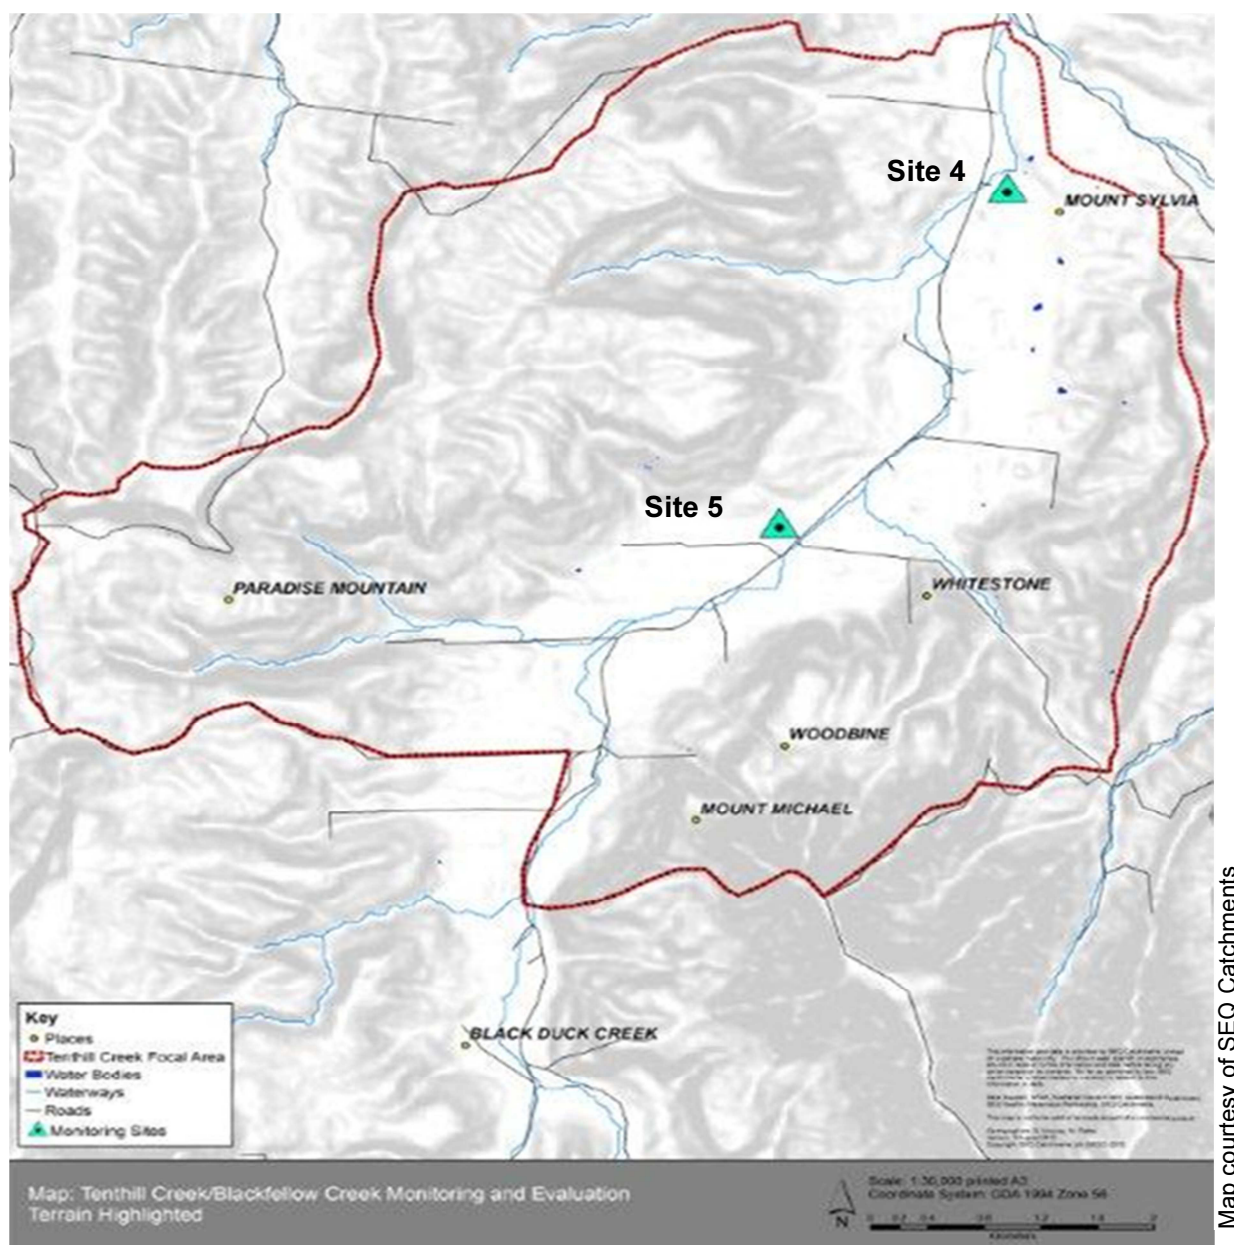 Site 4
MOUNT SYLVIA
Site 5
PARADISE MOUNTAIN
WHITESTONE
WOODBINE
MOUNT MICHAEL
BLACK DUCK CREEK
Key
Places
Tenthill Creek Focal Area
Water Bodies
Waterways
Roads
Monitoring Sites
Map: Tenthill Creek/Blackfellow Creek Monitoring and Evaluation
Terrain Highlighted
N
Scale: 1:30,000 printed A3
Coordinate System: GDA 1994 Zone 56
Kilometres
Map courtesy of SEQ Catchments